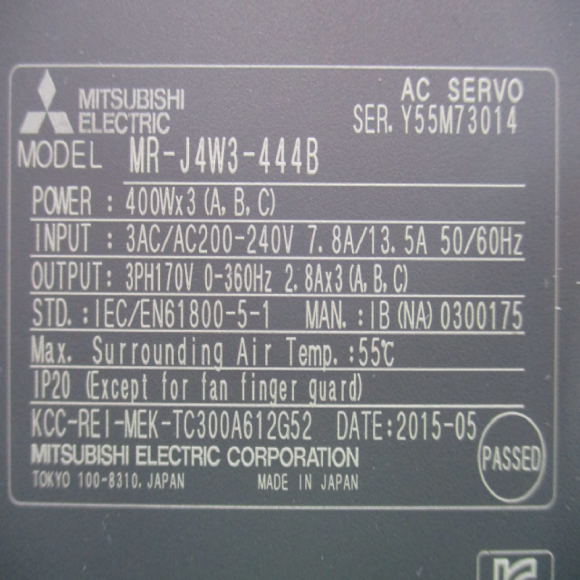 AC SERVO
MITSUBISHI
ELECTRIC
SER. Y55M73014
MODEL MR-J4W3-444B
POWER : 400Wx3 (A, B, C)
INPUT : 3AC/AC200-240V 7.8A/13.5A 50/60Hz
OUTPUT: 3PH170V 0-360Hz 2.8Ax3 (A, B, C)
STD. : IEC/EN61800-5-1 MAN. : IB (NA) 0300175
Max. Surrounding Air Temp. : 55℃
IP20 (Except for fan finger guard)
KCC-REI-MEK-TC300A612G52 DATE: 2015-05
MITSUBISHI ELECTRIC CORPORATION
PASSED
TOKYO 100-8310, JAPAN MADE IN JAPAN